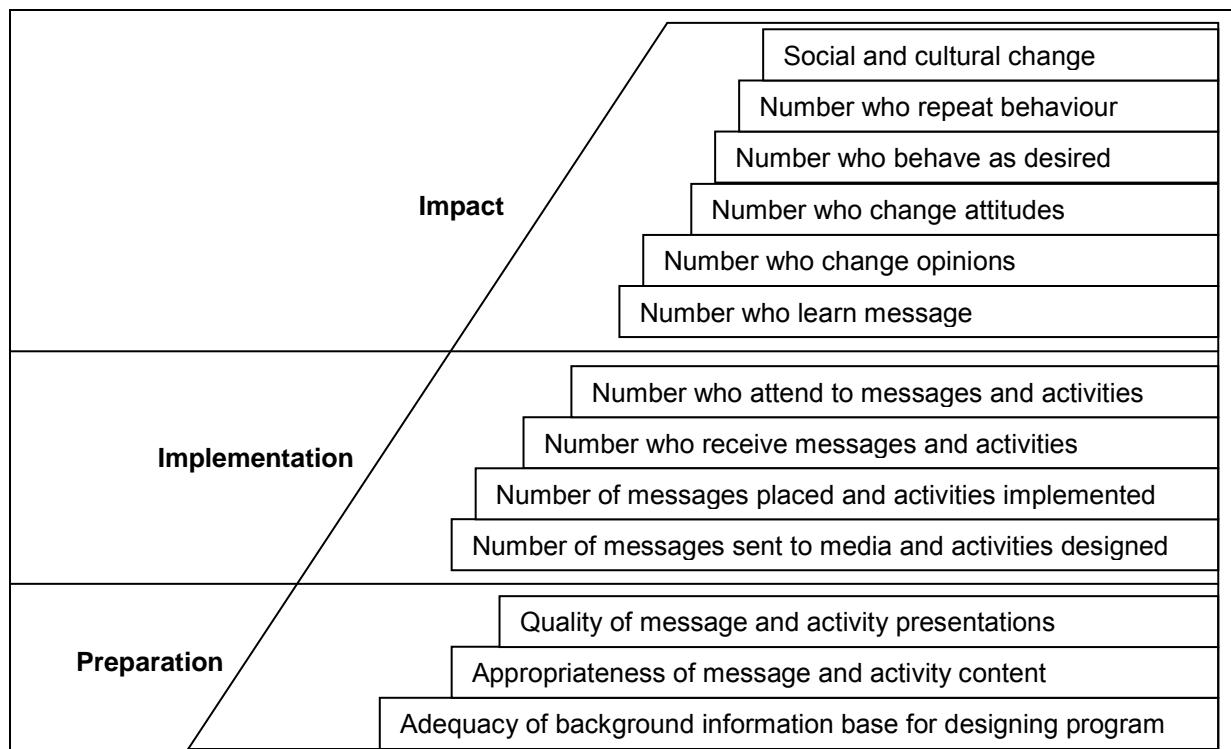 Social and cultural change
Number who repeat behaviour
Number who behave as desired
Impact
Number who change attitudes
Number who change opinions
Number who learn message
Number who attend to messages and activities
Number who receive messages and activities
Implementation
Number of messages placed and activities implemented
Number of messages sent to media and activities designed
Quality of message and activity presentations
Preparation
Appropriateness of message and activity content
Adequacy of background information base for designing program